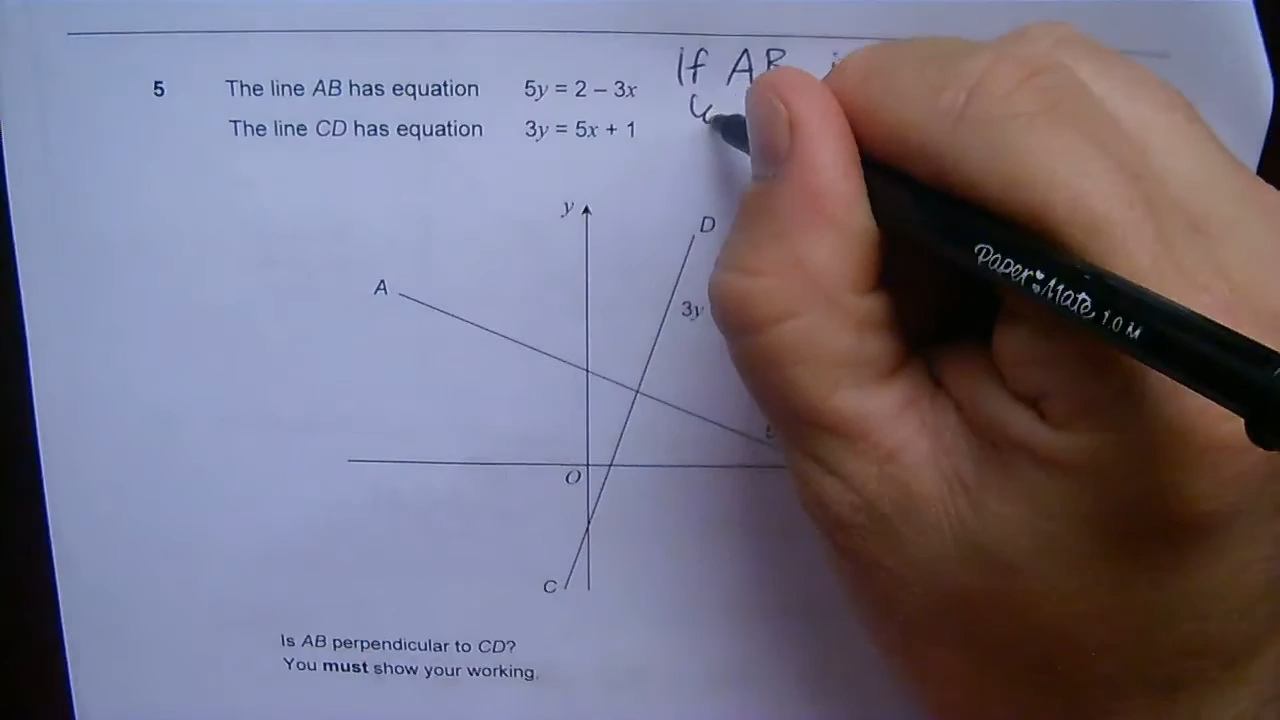 If AB
5 The line AB has equation 5y = 2 – 3x
The line CD has equation 3y = 5x + 1
y
D
A
3y
O
C
Is AB perpendicular to CD?
You must show your working.
Paper:Mate 1.0 M